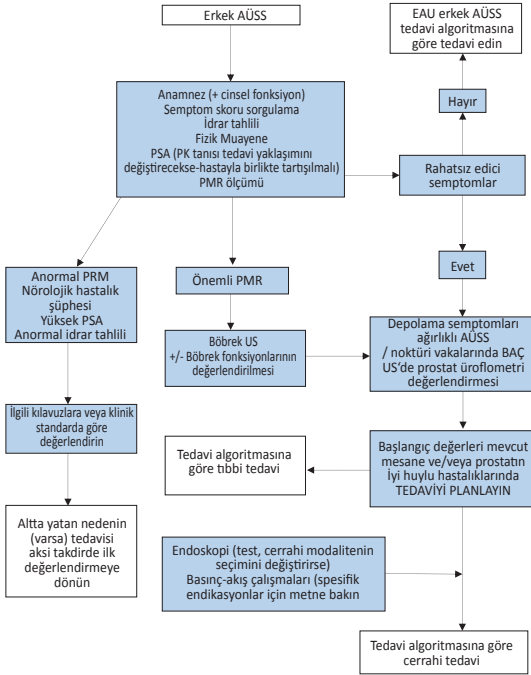 Erkek AÜSS
EAU erkek AÜSS
tedavi algoritmasına
göre tedavi edin
Hayır
Anamnez (+ cinsel fonksiyon)
Semptom skoru sorgulama
İdrar tahlili
Fizik Muayene
PSA (PK tanısı tedavi yaklaşımını
değiştirecekse-hastayla birlikte tartışılmalı)
PMR ölçümü
Rahatsız edici
semptomlar
Evet
Anormal PRM
Nörolojik hastalık
şüphesi
Yüksek PSA
Anormal idrar tahlili
Önemli PMR
Böbrek US
+/- Böbrek fonksiyonlarının
değerlendirilmesi
Depolama semptomları
ağırlıklı AÜSS
/ noktüri vakalarında BAÇ
US'de prostat üroflometri
değerlendirmesi
İlgili kılavuzlara veya klinik
standarda göre
değerlendirin
Tedavi algoritmasına
göre tıbbi tedavi
Başlangıç değerleri mevcut
mesane ve/veya prostatın
İyi huylu hastalıklarında
TEDAVİYİ PLANLAYIN
Altta yatan nedenin
(varsa) tedavisi
aksi takdirde ilk
değerlendirmeye
dönün
Endoskopi (test, cerrahi modalitenin
seçimini değiştirirse)
Basınç-akış çalışmaları (spesifik
endikasyonlar için metne bakın
Tedavi algoritmasına göre
cerrahi tedavi